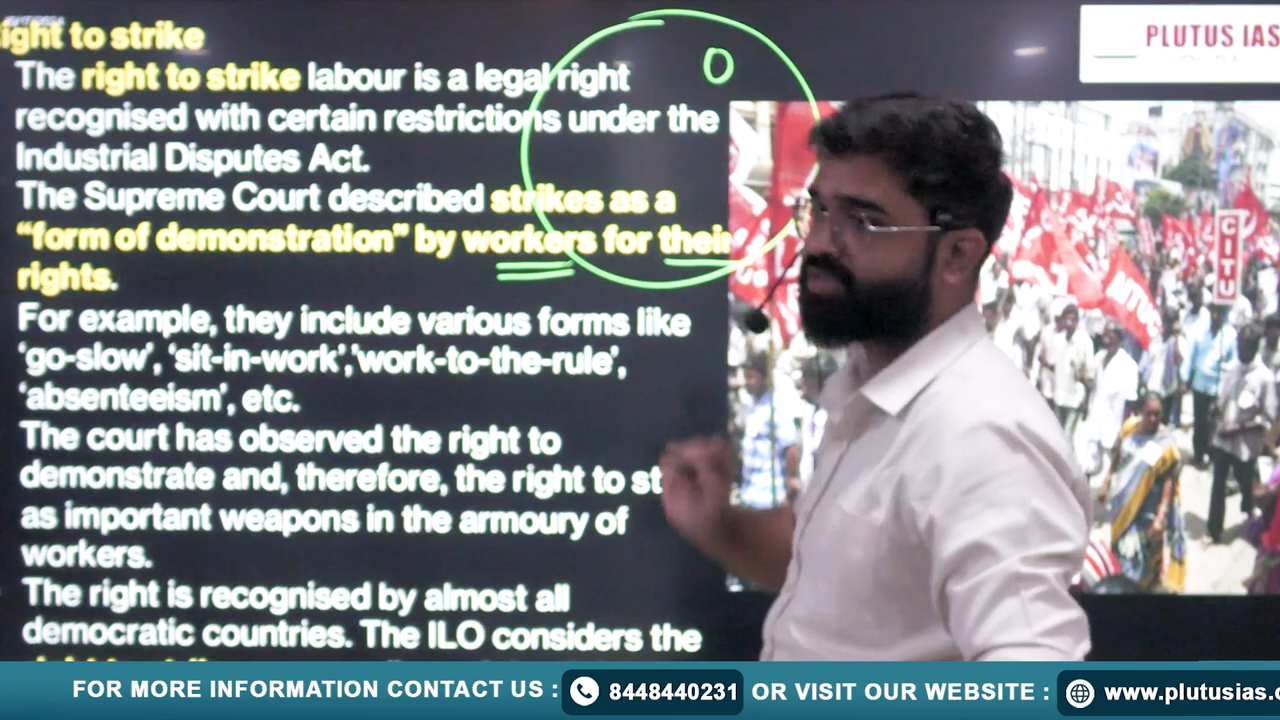 ight to strike
The right to strike labour is a legal right
recognised with certain restrictions under the
Industrial Disputes Act.
The Supreme Court described strikes as a
“form of demonstration” by workers for their
rights.
For example, they include various forms like
‘go-slow’, ‘sit-in-work’,’work-to-the-rule’,
‘absenteeism’, etc.
The court has observed the right to
demonstrate and, therefore, the right to st
as important weapons in the armoury of
workers.
The right is recognised by almost all
democratic countries. The ILO considers the
PLUTUS IAS
CITU
FOR MORE INFORMATION CONTACT US : 8448440231 OR VISIT OUR WEBSITE : www.plutusias.c